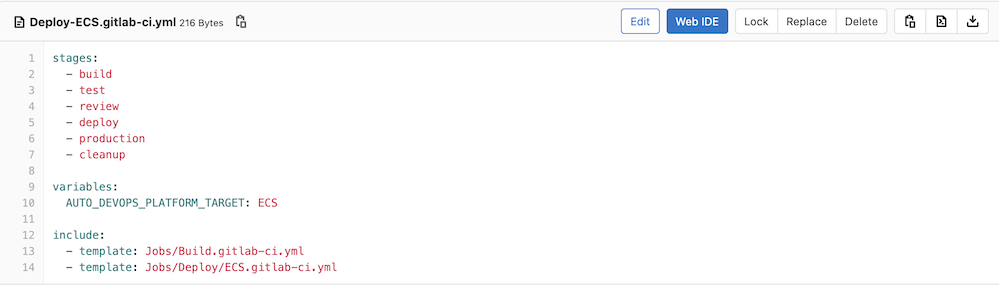 Deploy-ECS.gitlab-ci.yml 216 Bytes Edit Web IDE Lock Replace Delete
1 stages:
2   - build
3   - test
4   - review
5   - deploy
6   - production
7   - cleanup
8
9 variables:
10   AUTO_DEVOPS_PLATFORM_TARGET: ECS
11
12 include:
13   - template: Jobs/Build.gitlab-ci.yml
14   - template: Jobs/Deploy/ECS.gitlab-ci.yml